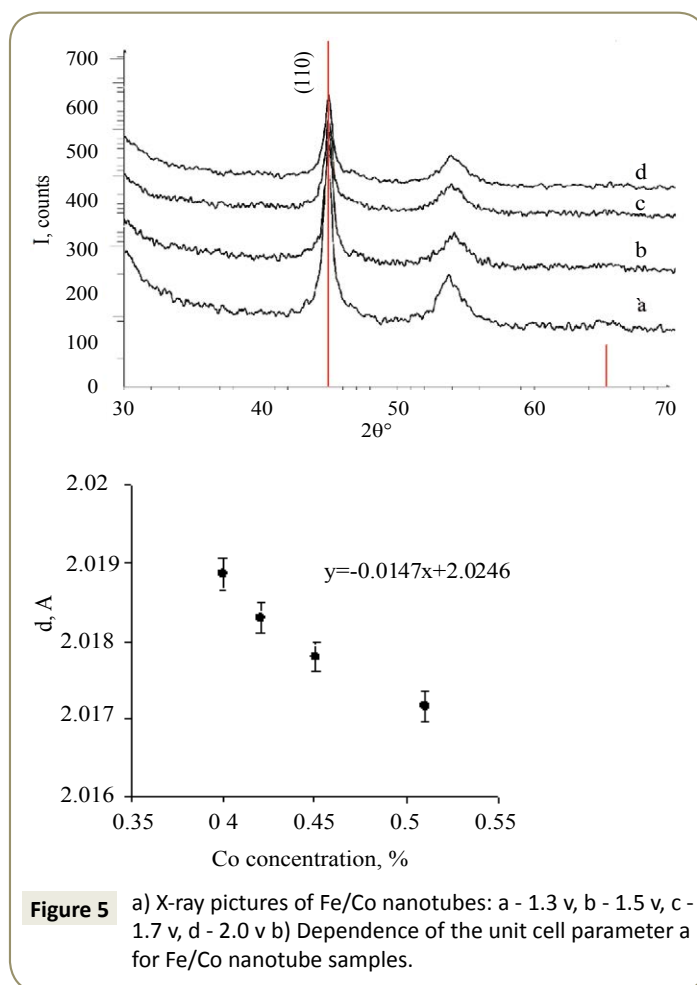 700
600
500
400
300
200
100
0
I, counts
(110)
d
c
b
a
30
40
50
60
70
2θ°
2.02
2.019
2.018
2.017
2.016
d, A
y=-0.0147x+2.0246
0.35
0 4
0.45
0.5
0.55
Co concentration, %
Figure 5 a) X-ray pictures of Fe/Co nanotubes: a - 1.3 v, b - 1.5 v, c -
1.7 v, d - 2.0 v b) Dependence of the unit cell parameter a
for Fe/Co nanotube samples.